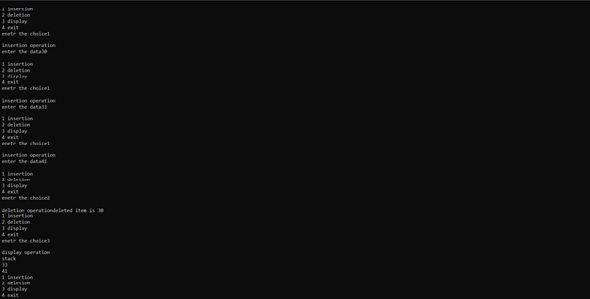 1 insertion
2 deletion
3 display
4 exit
enetr the choice1
insertion operation
enter the data30
1 insertion
2 deletion
3 display
4 exit
enetr the choice1
insertion operation
enter the data33
1 insertion
2 deletion
3 display
4 exit
enetr the choice1
insertion operation
enter the data41
1 insertion
2 deletion
3 display
4 exit
enetr the choice2
deletion operationdeleted item is 30
1 insertion
2 deletion
3 display
4 exit
enetr the choice3
display operation
stack
33
41
1 insertion
2 deletion
3 display
4 exit